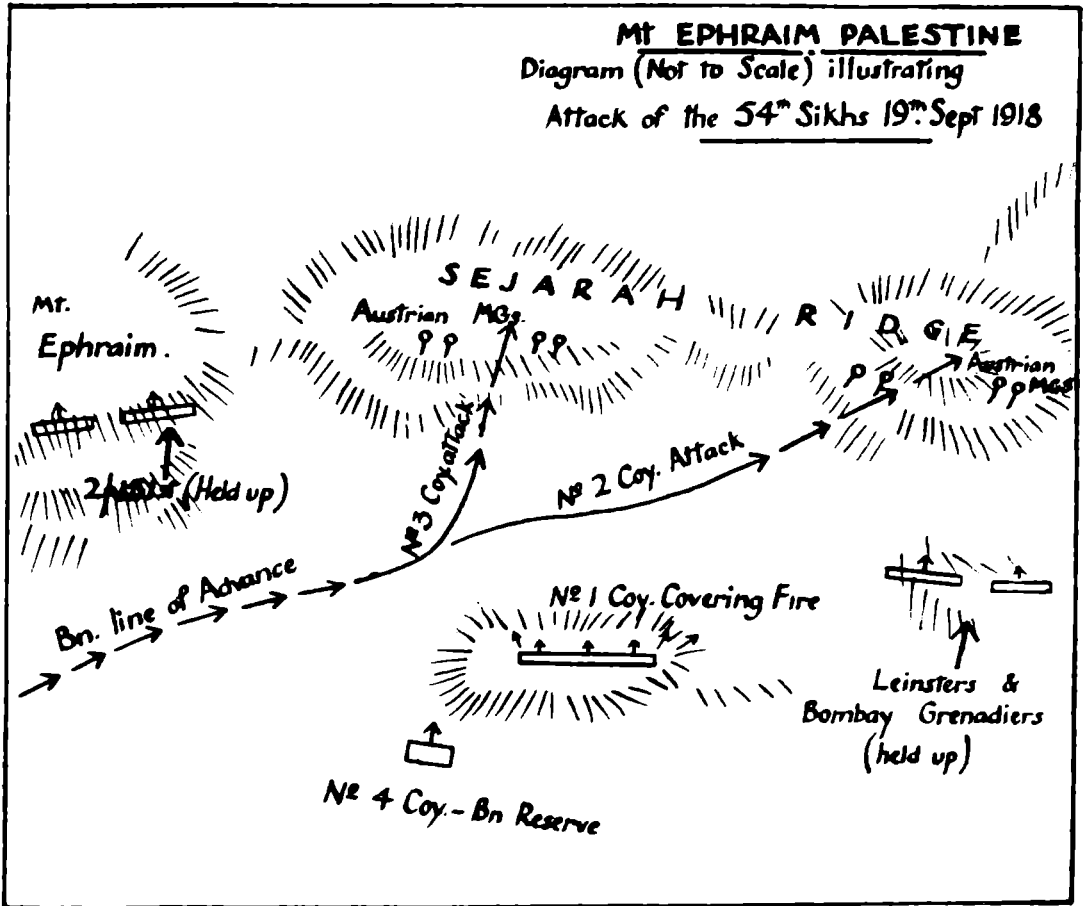 Mt EPHRAIM PALESTINE
Diagram (Not to Scale) illustrating
Attack of the 54th Sikhs 19th Sept 1918
SEJARAH RIDGE
Mt.
Ephraim.
Austrian MGs.
Austrian
MGs
(Held up)
No 3 Coy. attack
No 2 Coy. Attack
Bn. line of Advance
No 1 Coy. Covering Fire
Leinsters &
Bombay Grenadiers
(held up)
No 4 Coy. - Bn Reserve